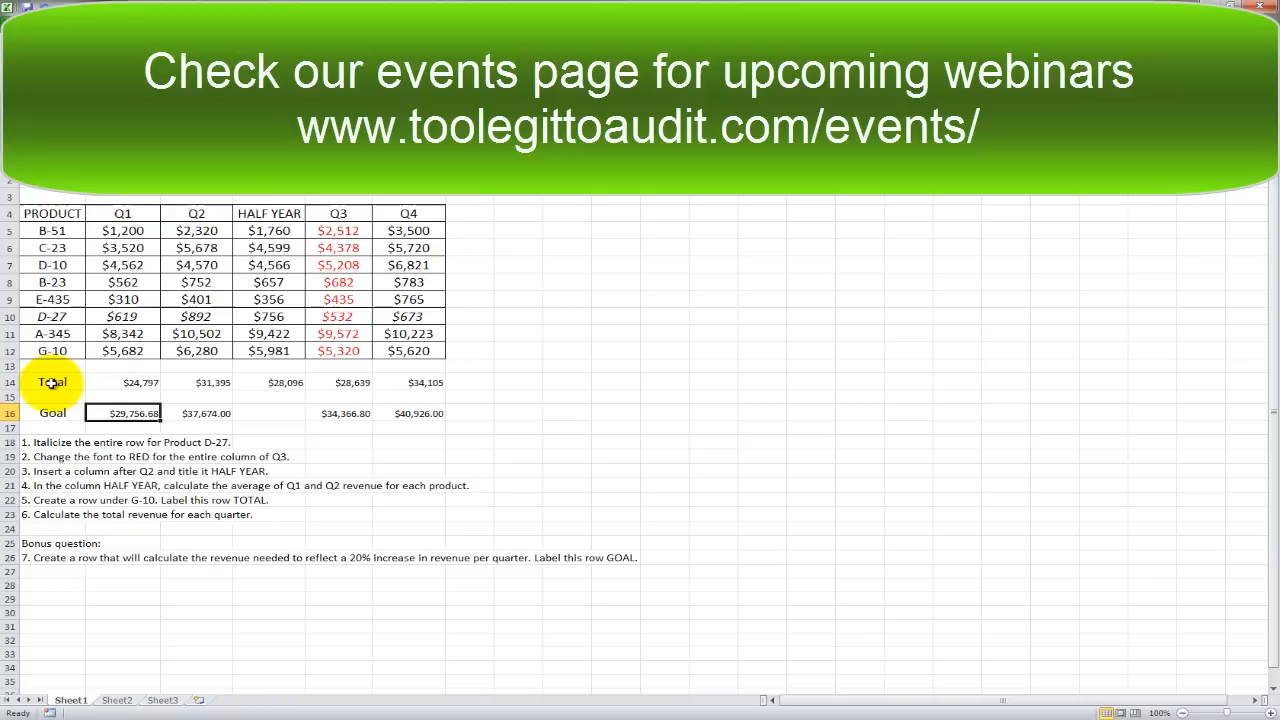 Check our events page for upcoming webinars
www.toolegittoaudit.com/events/
2
3
4 PRODUCT Q1 Q2 HALF YEAR Q3 Q4
5 B-51 $1,200 $2,320 $1,760 $2,512 $3,500
6 C-23 $3,520 $5,678 $4,599 $4,378 $5,720
7 D-10 $4,562 $4,570 $4,566 $5,208 $6,821
8 B-23 $562 $752 $657 $682 $783
9 E-435 $310 $401 $356 $435 $765
10 D-27 $619 $892 $756 $532 $673
11 A-345 $8,342 $10,502 $9,422 $9,572 $10,223
12 G-10 $5,682 $6,280 $5,981 $5,320 $5,620
13
14 Total $24,797 $31,395 $28,096 $28,639 $34,105
15
16 Goal $29,756.68 $37,674.00 $34,366.80 $40,926.00
17
18 1. Italicize the entire row for Product D-27.
19 2. Change the font to RED for the entire column of Q3.
20 3. Insert a column after Q2 and title it HALF YEAR.
21 4. In the column HALF YEAR, calculate the average of Q1 and Q2 revenue for each product.
22 5. Create a row under G-10. Label this row TOTAL.
23 6. Calculate the total revenue for each quarter.
24
25 Bonus question:
26 7. Create a row that will calculate the revenue needed to reflect a 20% increase in revenue per quarter. Label this row GOAL.
27
28
29
30
31
32
33
34
35
Sheet1 Sheet2 Sheet3
Ready 100%